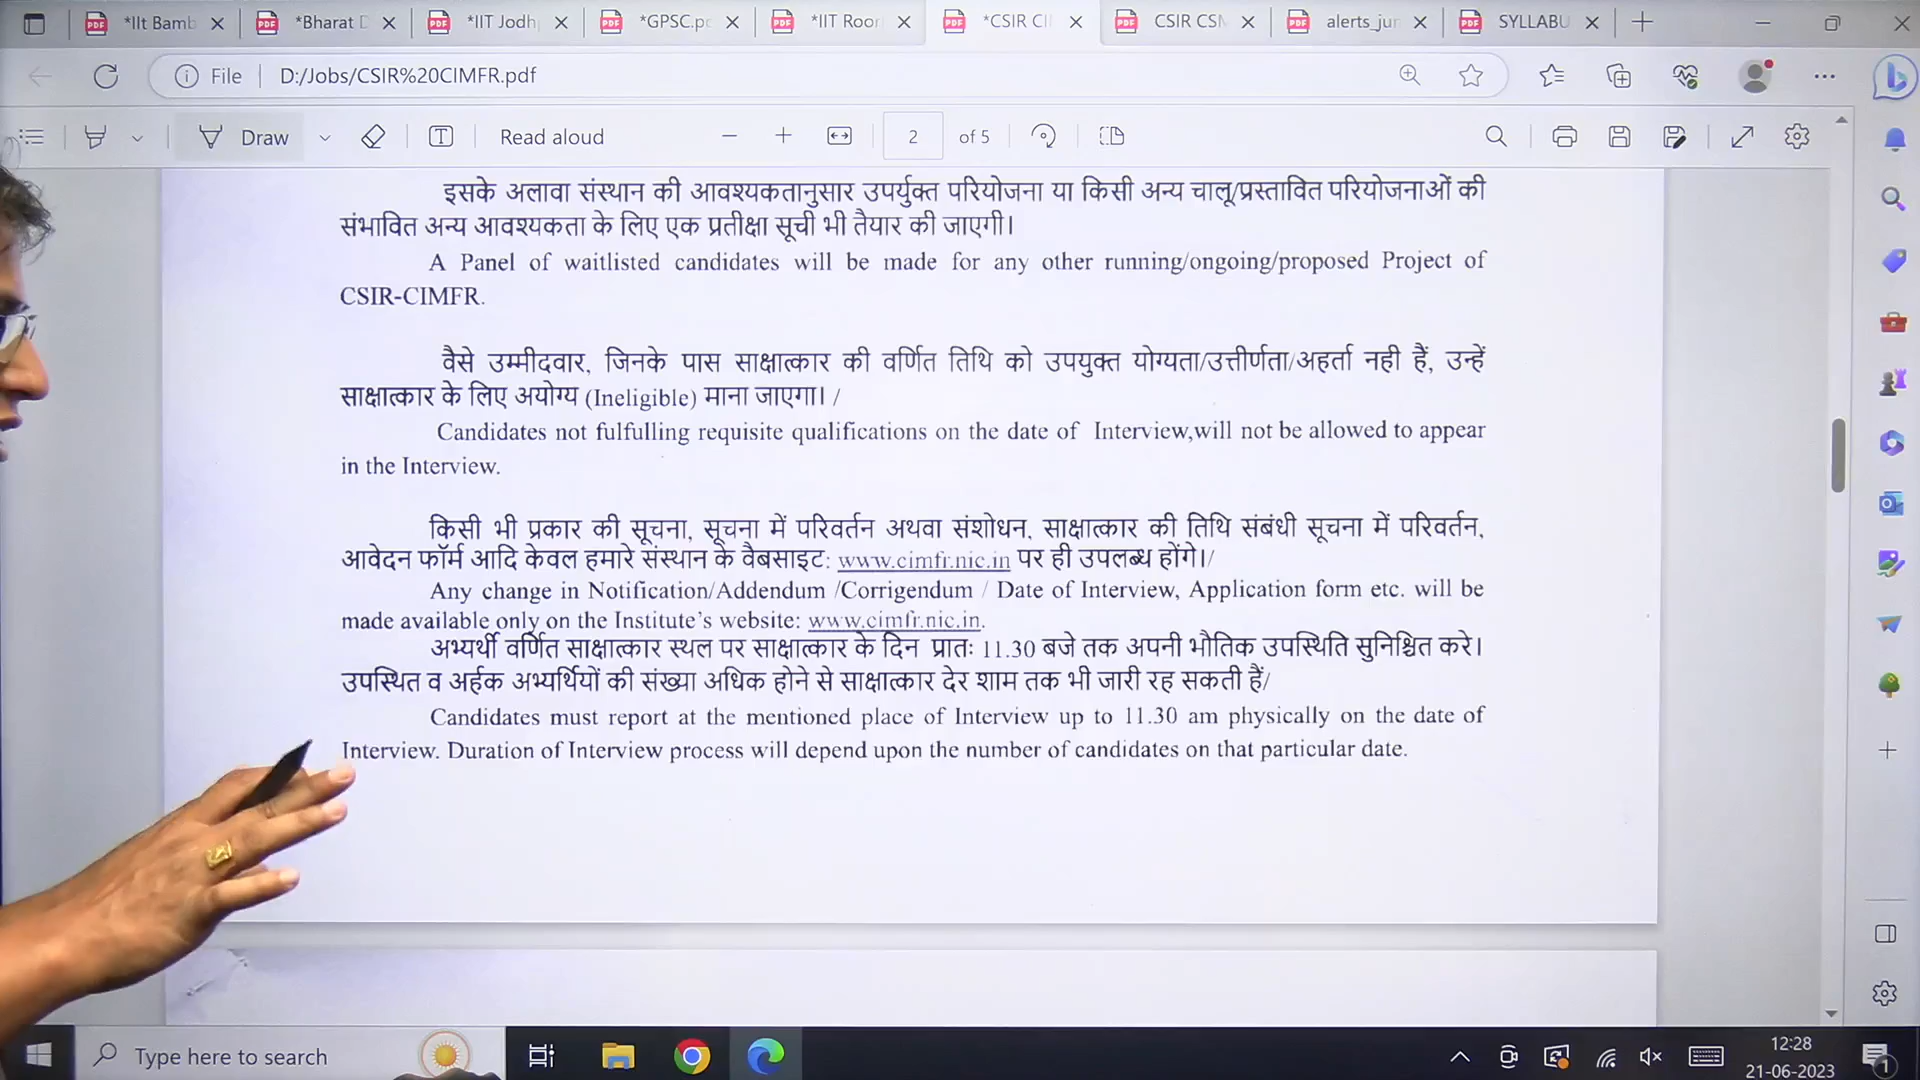 *IIt Bamb
*Bharat D
*IIT Jodh
*GPSC.pd
*IIT Roor
*CSIR CI
CSIR CSM
alerts_jun
SYLLABU
File
D:/Jobs/CSIR%20CIMFR.pdf
Draw
Read aloud
2
of 5
इसके अलावा संस्थान की आवश्यकतानुसार उपर्युक्त परियोजना या किसी अन्य चालू/प्रस्तावित परियोजनाओं की
संभावित अन्य आवश्यकता के लिए एक प्रतीक्षा सूची भी तैयार की जाएगी।
A Panel of waitlisted candidates will be made for any other running/ongoing/proposed Project of
CSIR-CIMFR.
वैसे उम्मीदवार, जिनके पास साक्षात्कार की वर्णित तिथि को उपयुक्त योग्यता/उत्तीर्णता/अहर्ता नही हैं, उन्हें
साक्षात्कार के लिए अयोग्य (Ineligible) माना जाएगा। /
Candidates not fulfulling requisite qualifications on the date of Interview,will not be allowed to appear
in the Interview.
किसी भी प्रकार की सूचना, सूचना में परिवर्तन अथवा संशोधन, साक्षात्कार की तिथि संबंधी सूचना में परिवर्तन,
आवेदन फॉर्म आदि केवल हमारे संस्थान के वैबसाइट: www.cimfr.nic.in पर ही उपलब्ध होंगे।/
Any change in Notification/Addendum /Corrigendum / Date of Interview, Application form etc. will be
made available only on the Institute's website: www.cimfr.nic.in.
अभ्यर्थी वर्णित साक्षात्कार स्थल पर साक्षात्कार के दिन प्रातः 11.30 बजे तक अपनी भौतिक उपस्थिति सुनिश्चित करे।
उपस्थित व अर्हक अभ्यर्थियों की संख्या अधिक होने से साक्षात्कार देर शाम तक भी जारी रह सकती हैं/
Candidates must report at the mentioned place of Interview up to 11.30 am physically on the date of
Interview. Duration of Interview process will depend upon the number of candidates on that particular date.
Type here to search
12:28
21-06-2023
1